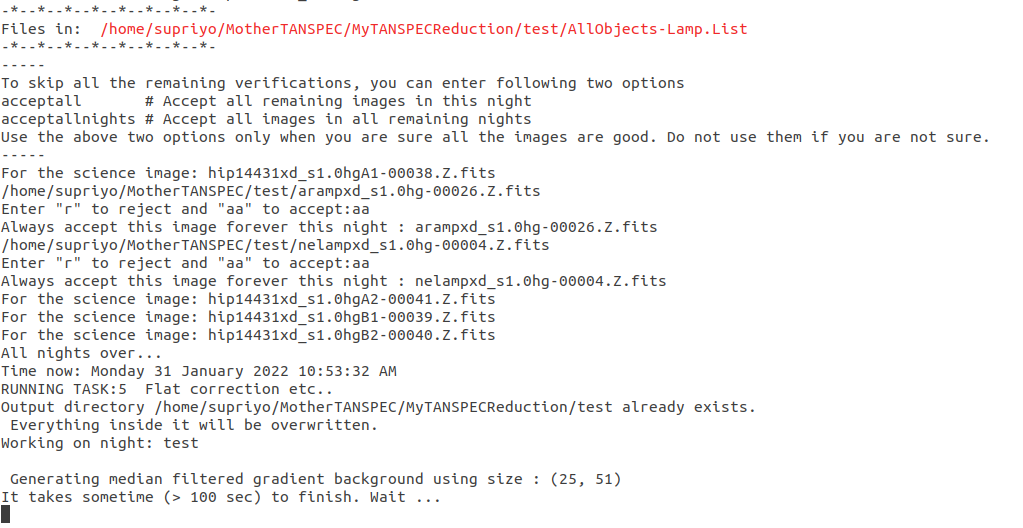 -*--*--*--*--*--*--*--*-
Files in:  /home/supriyo/MotherTANSPEC/MyTANSPECReduction/test/AllObjects-Lamp.List
-*--*--*--*--*--*--*--*-
-----
To skip all the remaining verifications, you can enter following two options
acceptall       # Accept all remaining images in this night
acceptallnights # Accept all images in all remaining nights
Use the above two options only when you are sure all the images are good. Do not use them if you are not sure.
-----
For the science image: hip14431xd_s1.0hgA1-00038.Z.fits
/home/supriyo/MotherTANSPEC/test/arampxd_s1.0hg-00026.Z.fits
Enter "r" to reject and "aa" to accept:aa
Always accept this image forever this night : arampxd_s1.0hg-00026.Z.fits
/home/supriyo/MotherTANSPEC/test/nelampxd_s1.0hg-00004.Z.fits
Enter "r" to reject and "aa" to accept:aa
Always accept this image forever this night : nelampxd_s1.0hg-00004.Z.fits
For the science image: hip14431xd_s1.0hgA2-00041.Z.fits
For the science image: hip14431xd_s1.0hgB1-00039.Z.fits
For the science image: hip14431xd_s1.0hgB2-00040.Z.fits
All nights over...
Time now: Monday 31 January 2022 10:53:32 AM
RUNNING TASK:5  Flat correction etc..
Output directory /home/supriyo/MotherTANSPEC/MyTANSPECReduction/test already exists.
 Everything inside it will be overwritten.
Working on night: test
 Generating median filtered gradient background using size : (25, 51)
It takes sometime (> 100 sec) to finish. Wait ...